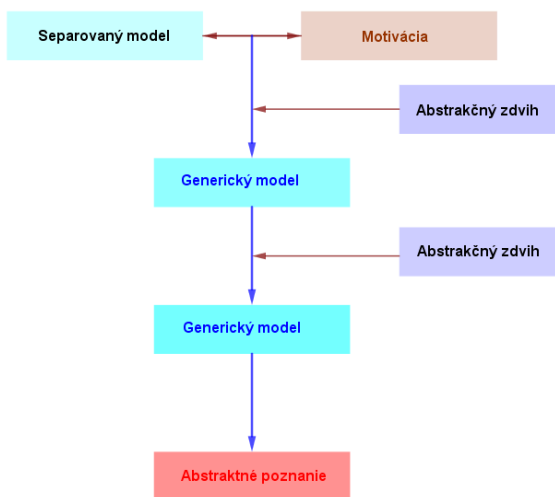 Separovaný model
Motivácia
Abstrakčný zdvih
Generický model
Abstrakčný zdvih
Generický model
Abstraktné poznanie